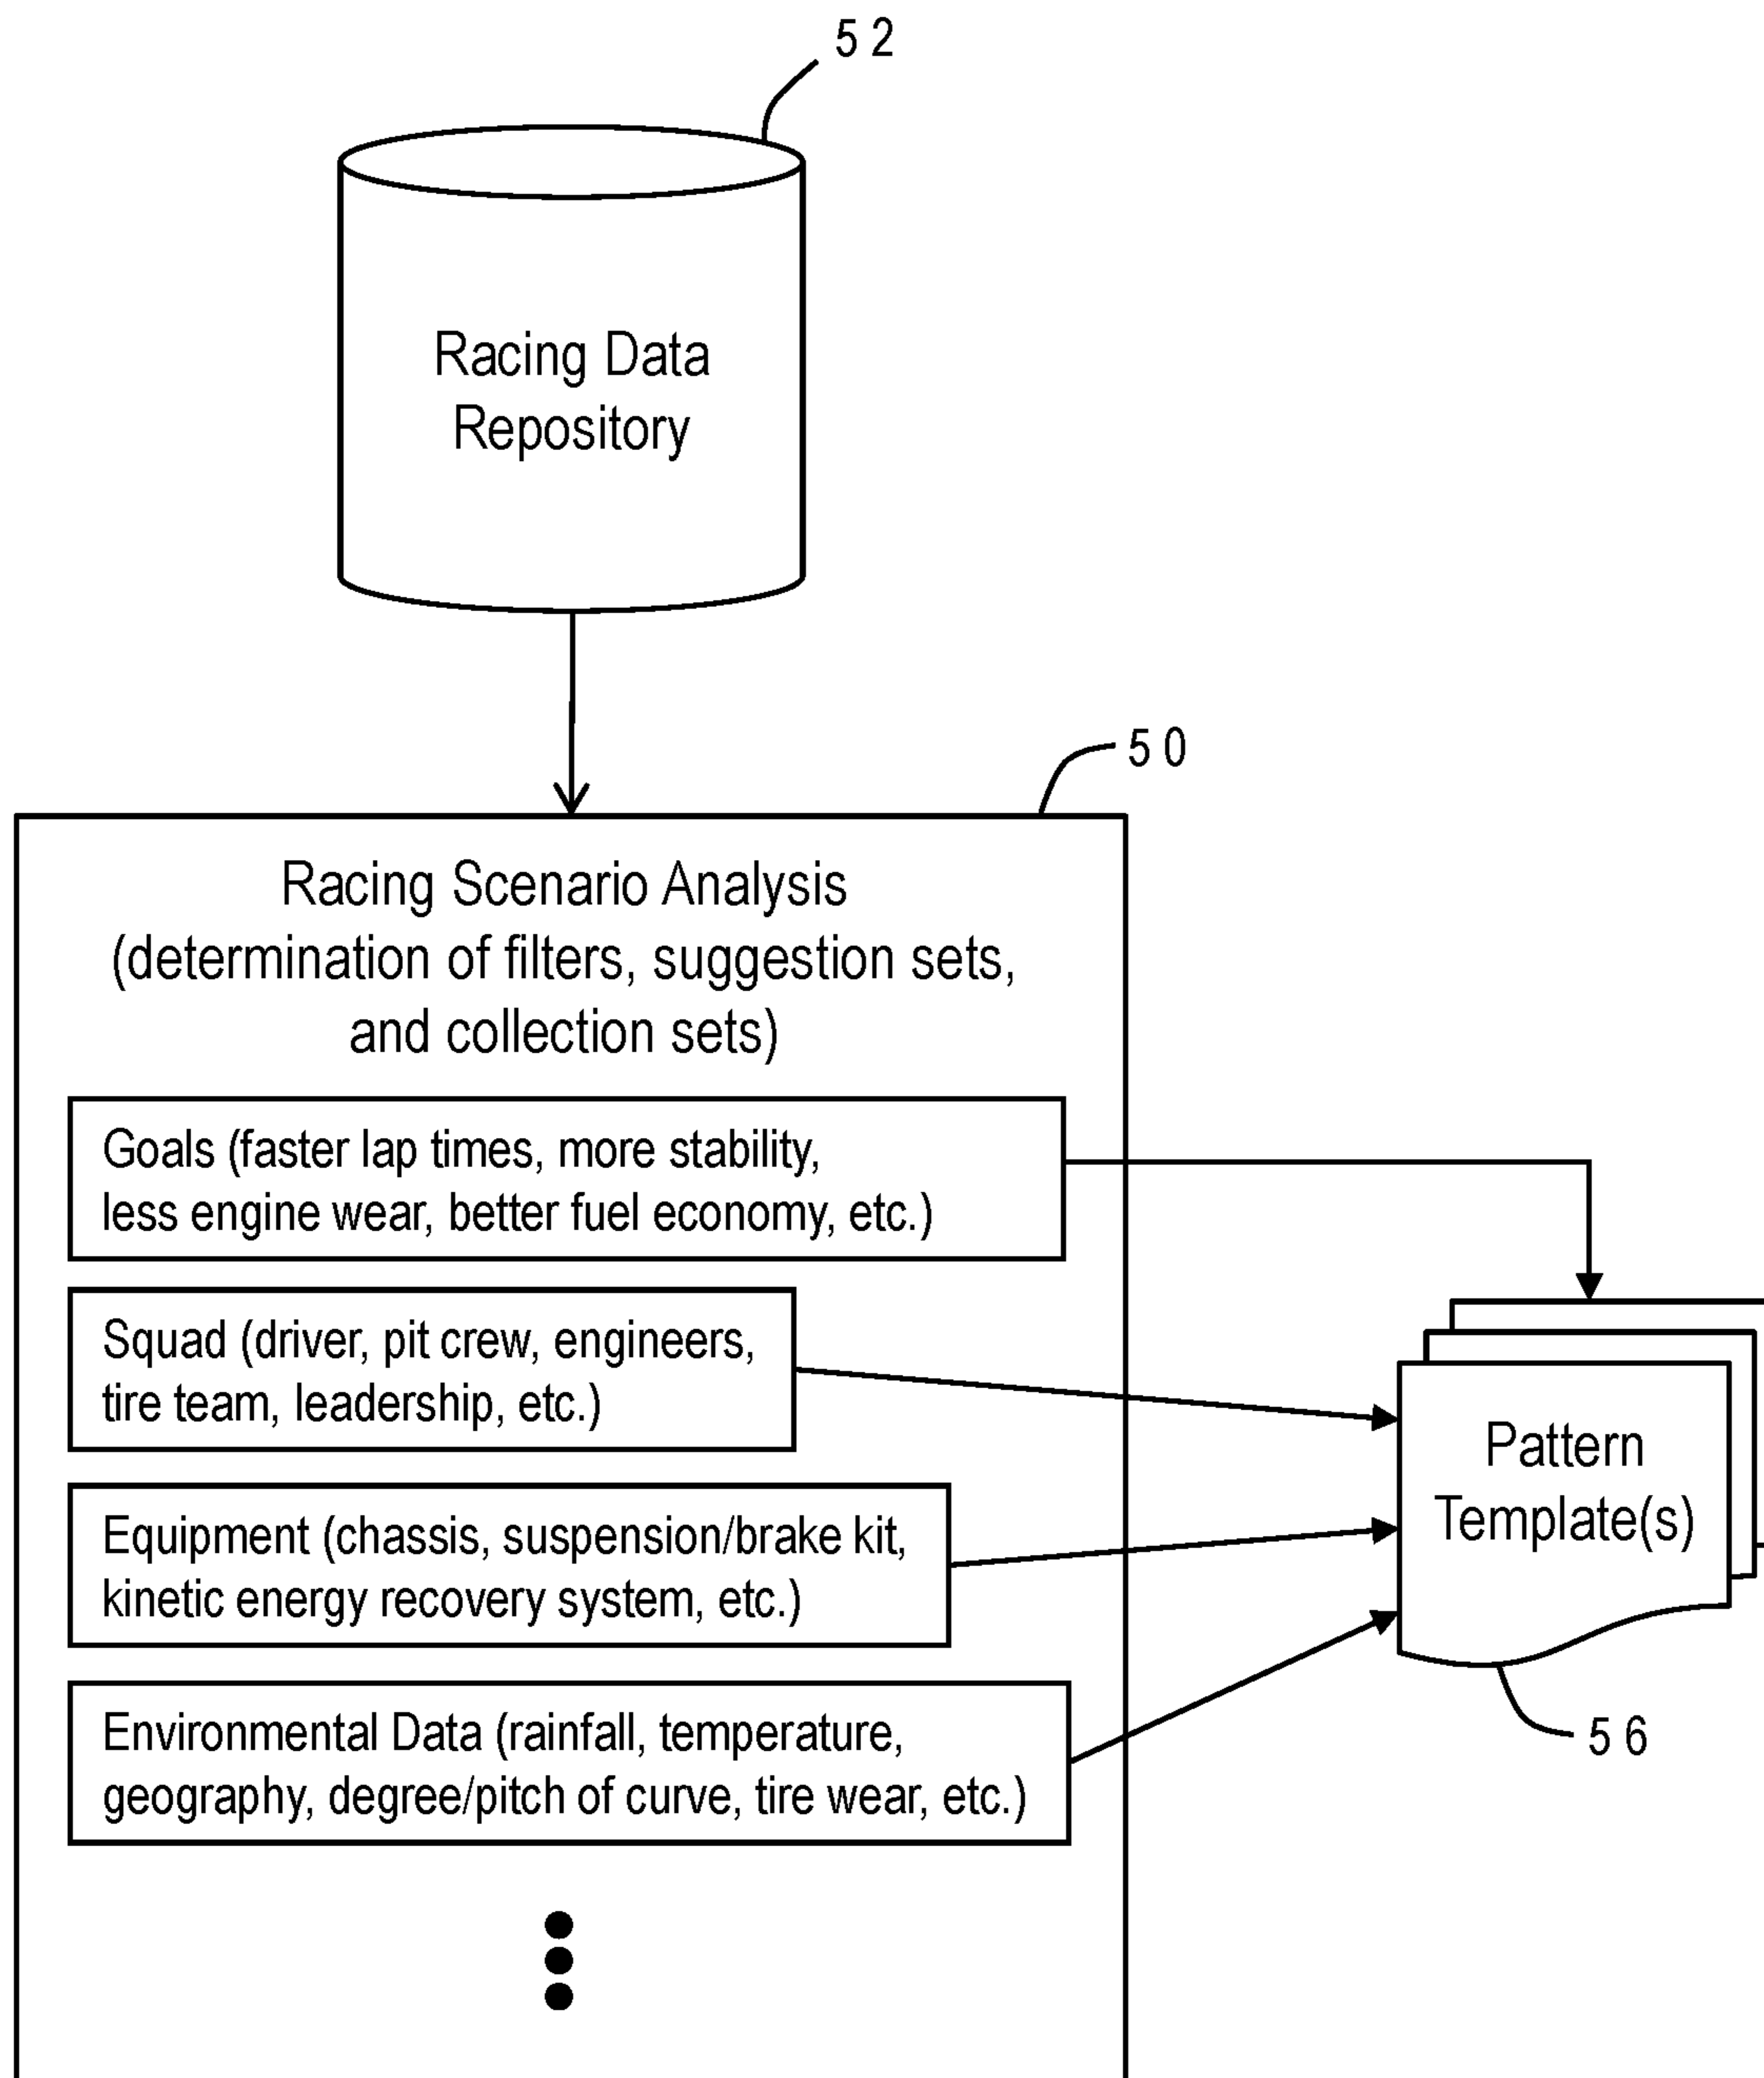 52
Racing Data
Repository
50
Racing Scenario Analysis
(determination of filters, suggestion sets,
and collection sets)
Goals (faster lap times, more stability,
less engine wear, better fuel economy, etc.)
Squad (driver, pit crew, engineers,
tire team, leadership, etc.)
Equipment (chassis, suspension/brake kit,
kinetic energy recovery system, etc.)
Environmental Data (rainfall, temperature,
geography, degree/pitch of curve, tire wear, etc.)
Pattern
Template(s)
56